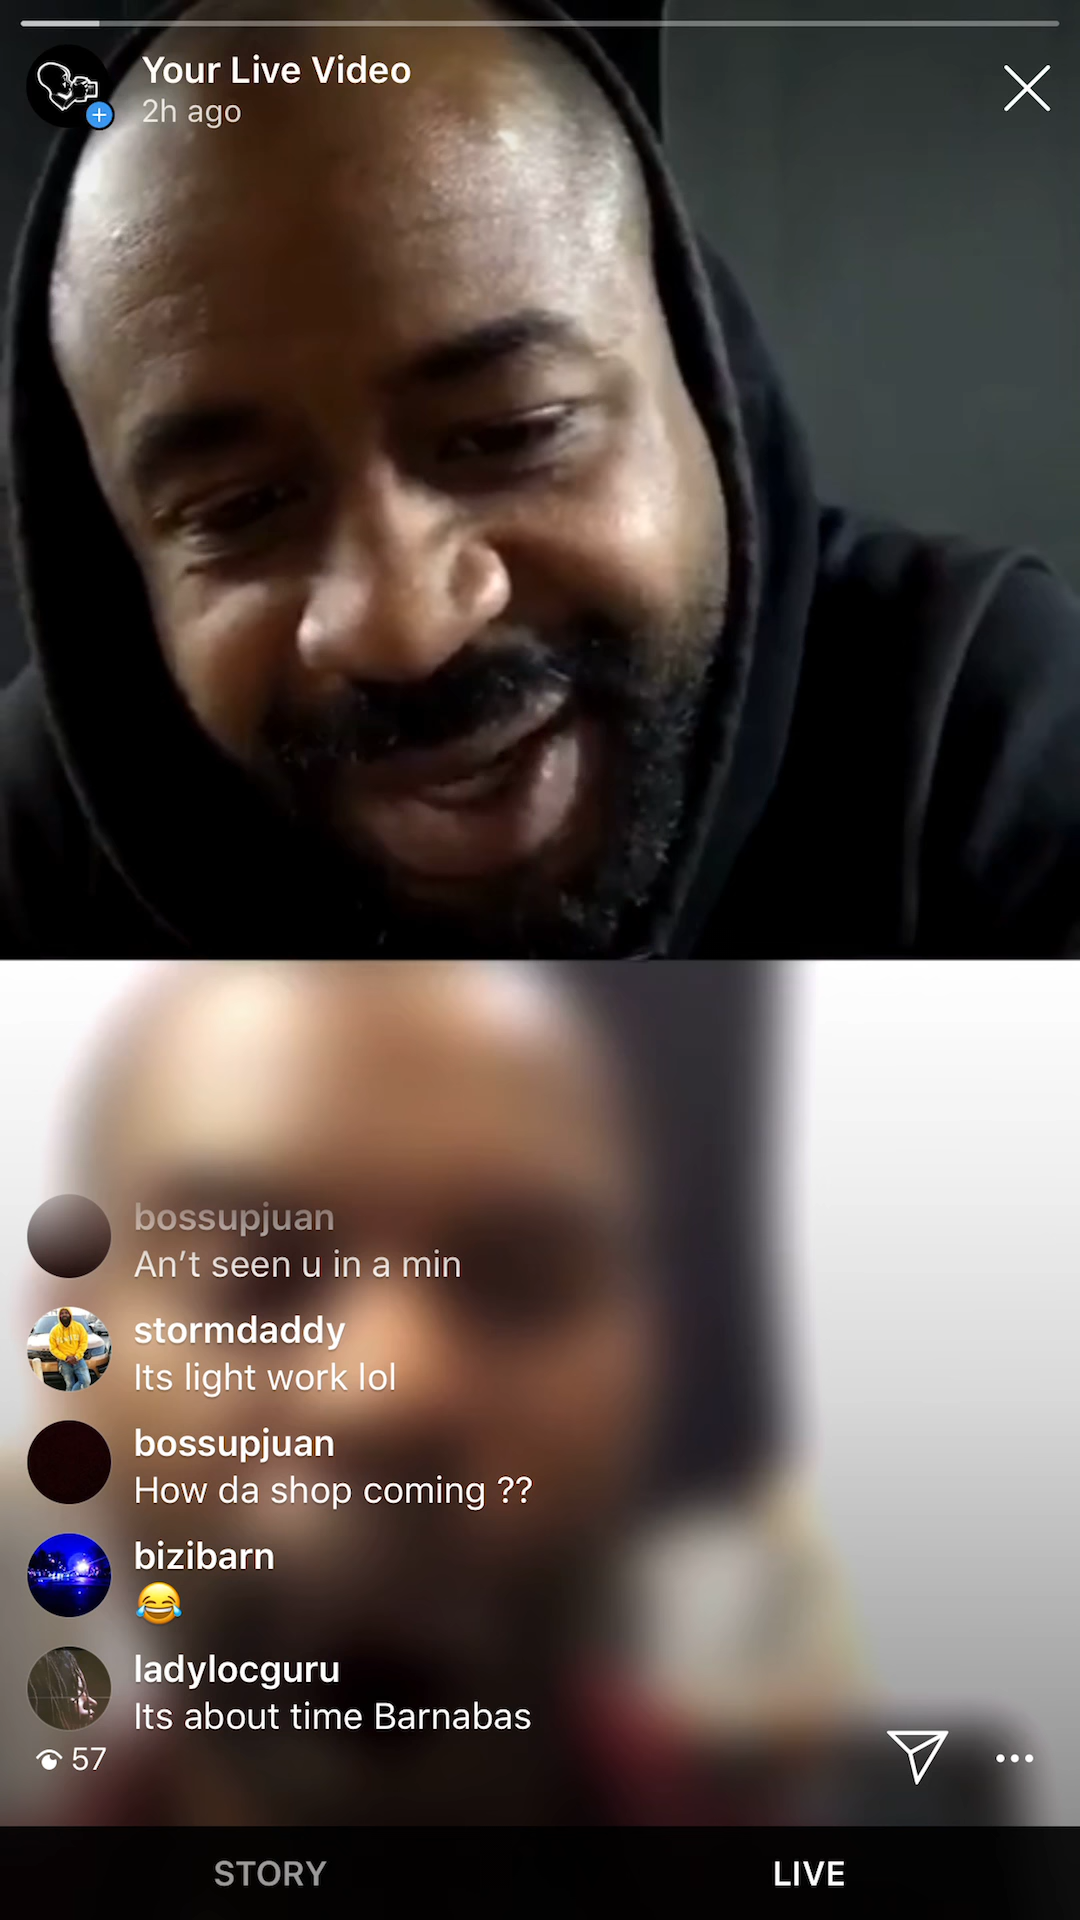 Your Live Video
2h ago
bossupjuan
An’t seen u in a min
stormdaddy
Its light work lol
bossupjuan
How da shop coming ??
bizibarn
😂
ladylocguru
Its about time Barnabas
57
STORY
LIVE